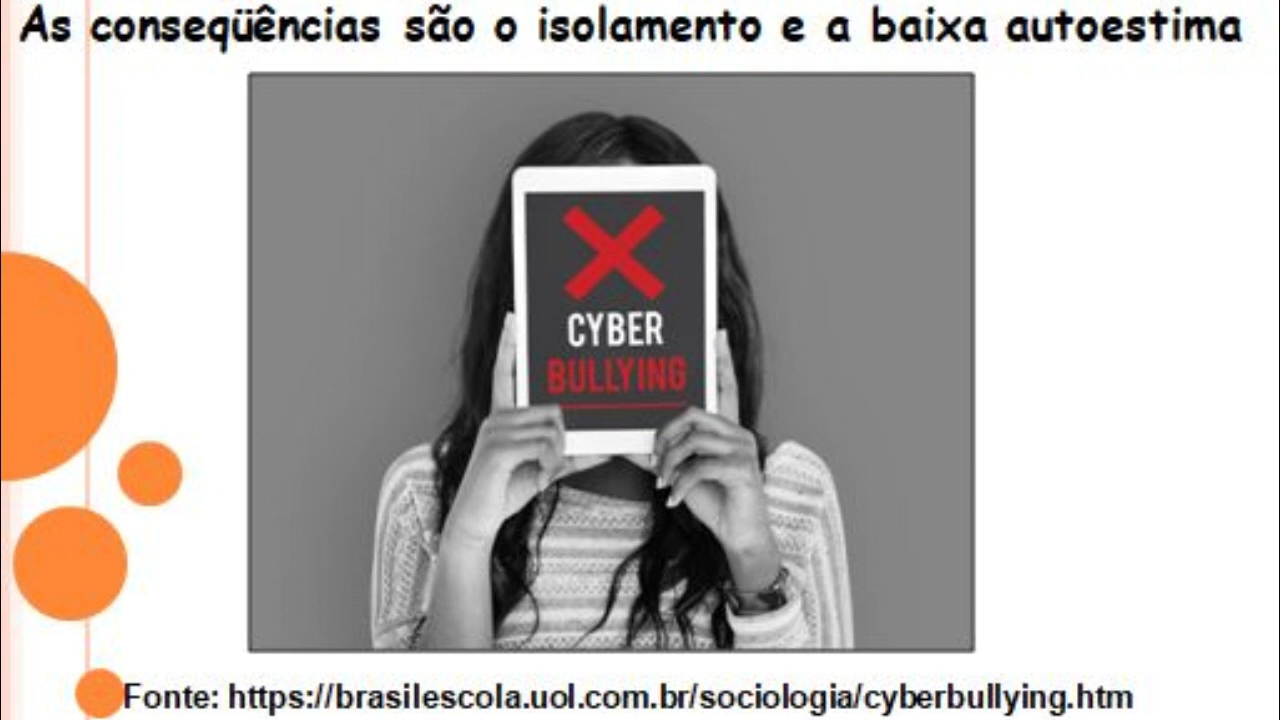 As conseqüências são o isolamento e a baixa autoestima
CYBER
BULLYING
Fonte: https://brasilescola.uol.com.br/sociologia/cyberbullying.htm